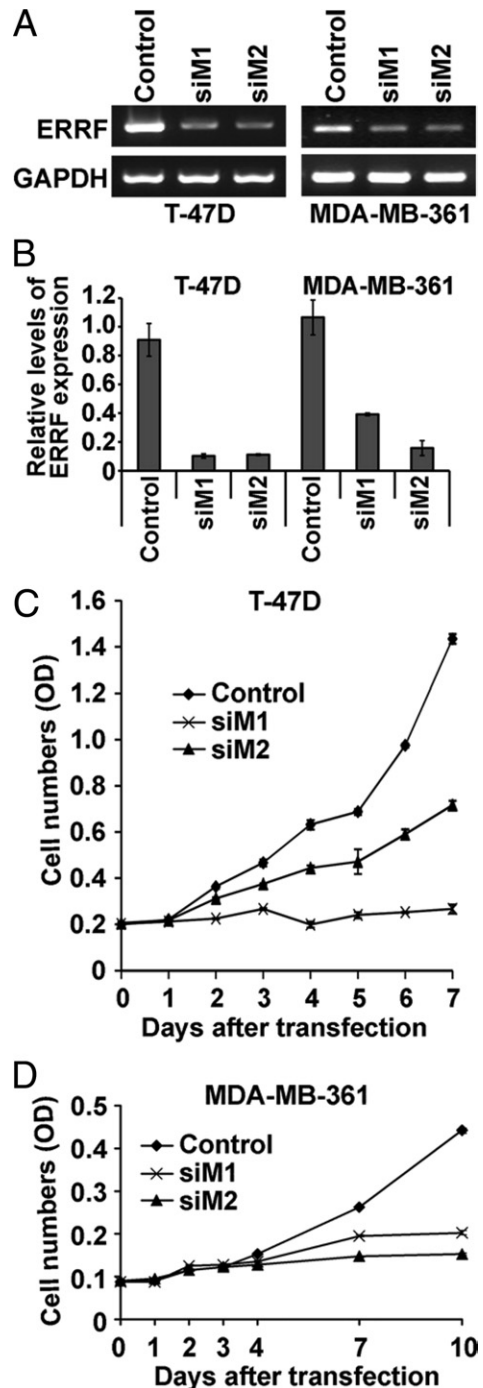 A
Control siM1 siM2 Control siM1 siM2
ERRF
GAPDH
T-47D MDA-MB-361
B
T-47D MDA-MB-361
Relative levels of
ERRF expression
1.2
1.0
0.8
0.6
0.4
0.2
0
Control siM1 siM2 Control siM1 siM2
C
T-47D
Cell numbers (OD)
1.6
1.4
1.2
1.0
0.8
0.6
0.4
0.2
0
Control
siM1
siM2
0 1 2 3 4 5 6 7
Days after transfection
D
MDA-MB-361
Cell numbers (OD)
0.5
0.4
0.3
0.2
0.1
0.0
Control
siM1
siM2
0 1 2 3 4 7 10
Days after transfection